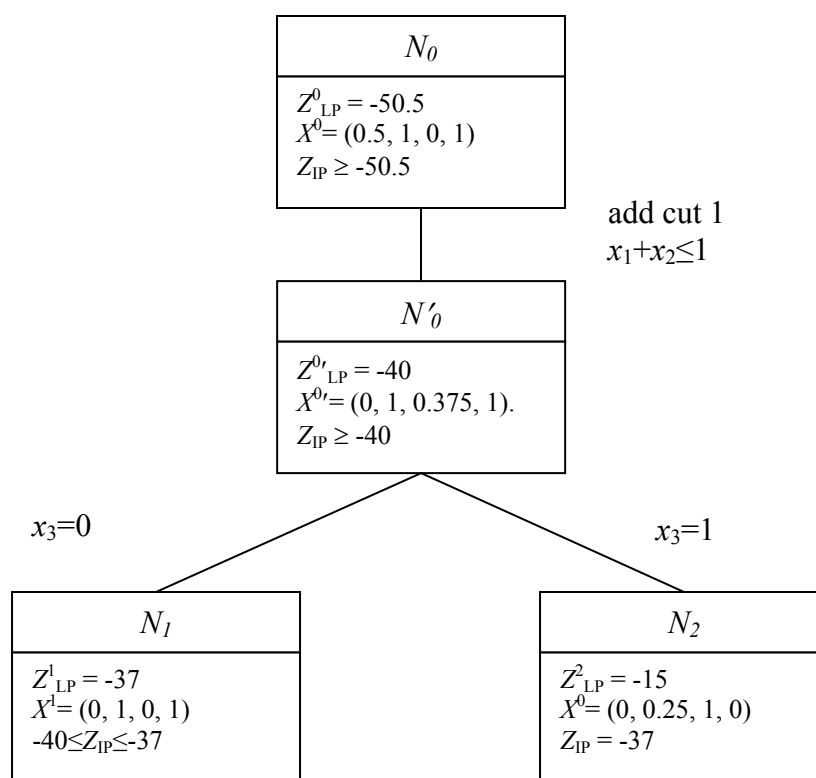 N₀
Z⁰LP = -50.5
X⁰= (0.5, 1, 0, 1)
ZIP ≥ -50.5
add cut 1
x₁+x₂≤1
N'₀
Z⁰'LP = -40
X⁰'= (0, 1, 0.375, 1).
ZIP ≥ -40
x₃=0
x₃=1
N₁
Z¹LP = -37
X¹= (0, 1, 0, 1)
-40≤ZIP≤-37
N₂
Z²LP = -15
X⁰= (0, 0.25, 1, 0)
ZIP = -37